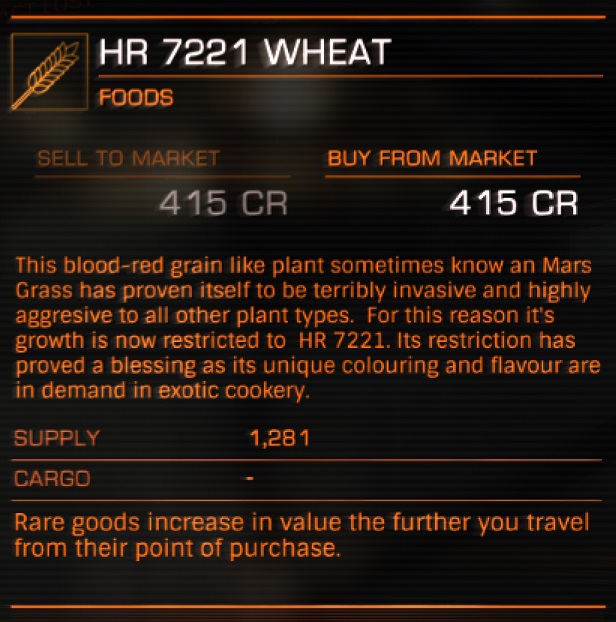 HR 7221 WHEAT
FOODS
SELL TO MARKET
BUY FROM MARKET
415 CR
415 CR
This blood-red grain like plant sometimes know an Mars
Grass has proven itself to be terribly invasive and highly
aggresive to all other plant types. For this reason it's
growth is now restricted to HR 7221. Its restriction has
proved a blessing as its unique colouring and flavour are
in demand in exotic cookery.
SUPPLY 1,281
CARGO -
Rare goods increase in value the further you travel
from their point of purchase.